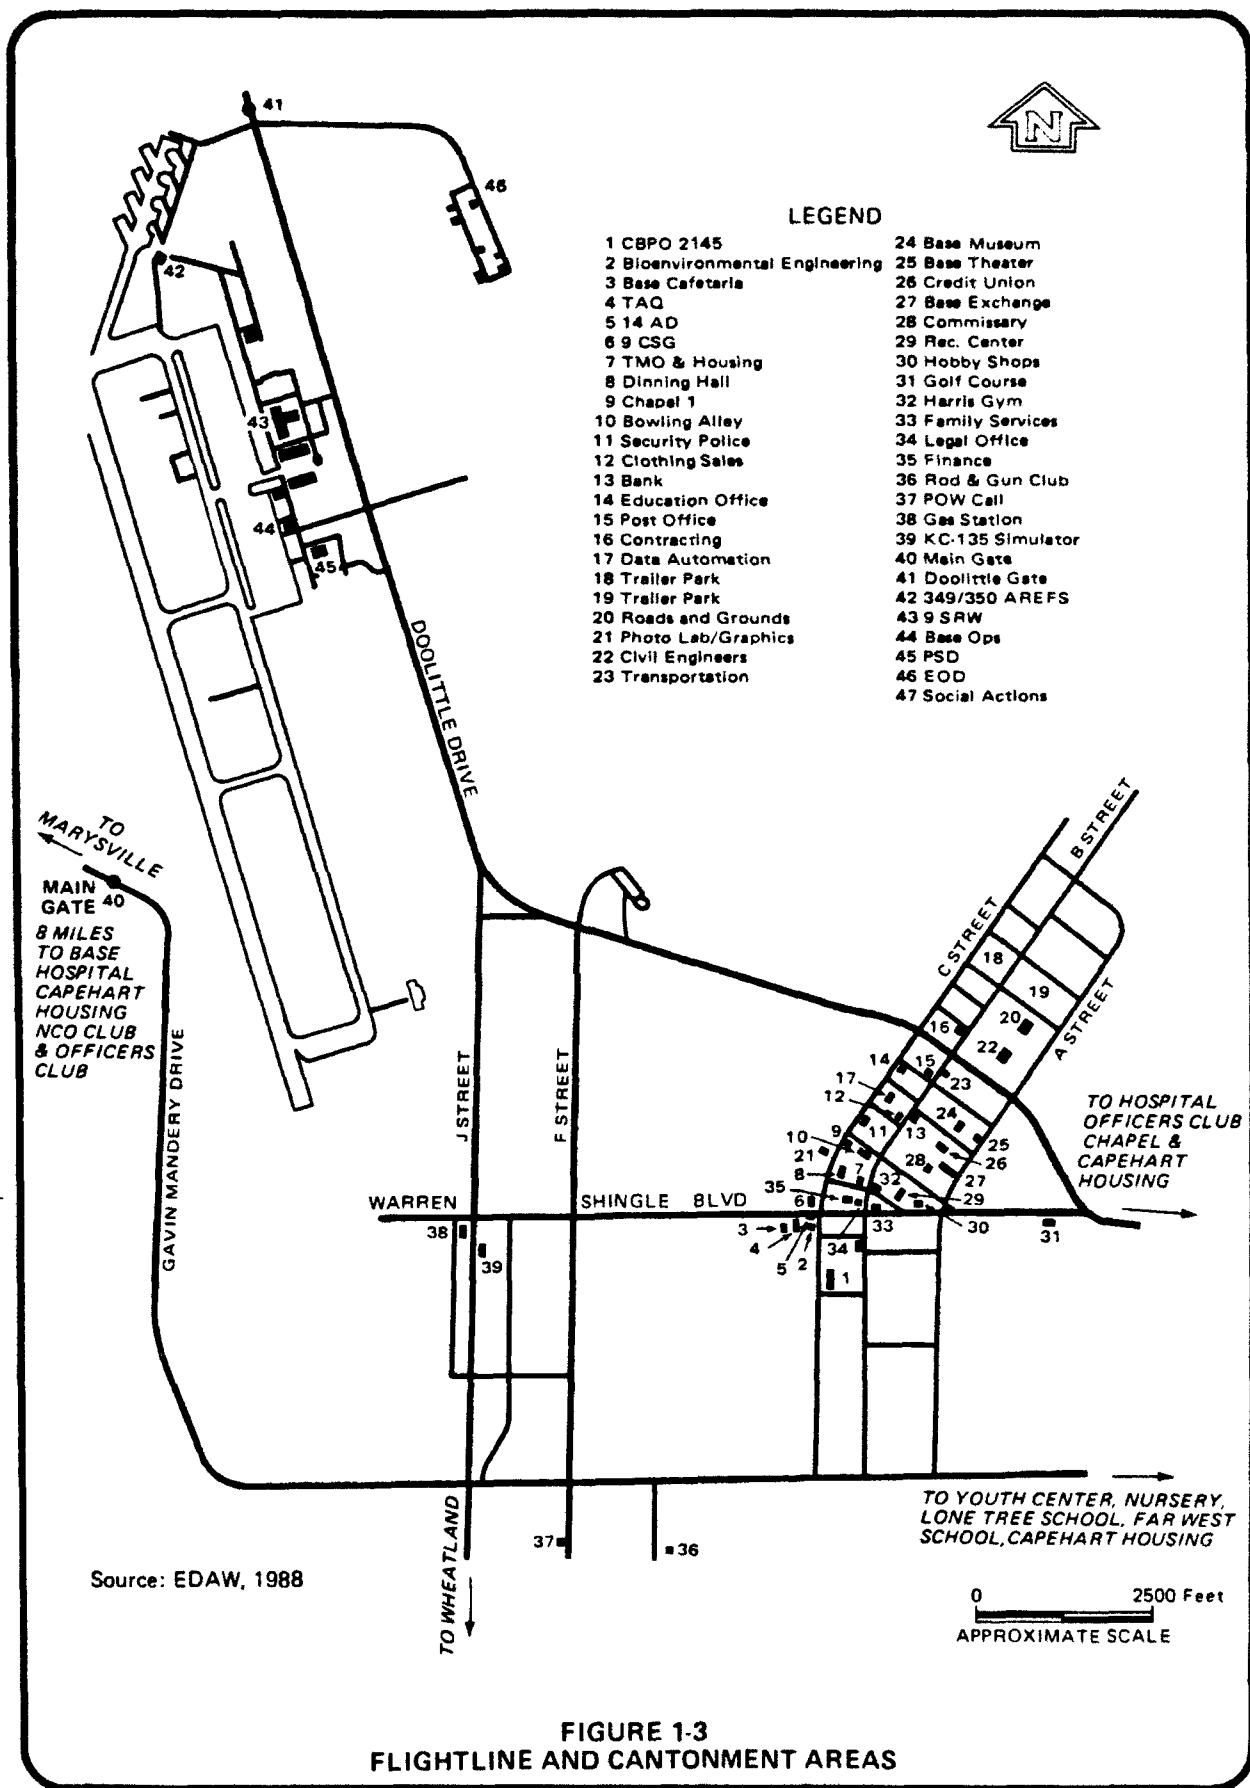 41
N
46
42
LEGEND
1 CBPO 2145
2 Bioenvironmental Engineering
3 Base Cafetaria
4 TAQ
5 14 AD
6 9 CSG
7 TMO & Housing
8 Dinning Hall
9 Chapel 1
10 Bowling Alley
11 Security Police
12 Clothing Sales
13 Bank
14 Education Office
15 Post Office
16 Contracting
17 Data Automation
18 Trailer Park
19 Trailer Park
20 Roads and Grounds
21 Photo Lab/Graphics
22 Civil Engineers
23 Transportation
24 Base Museum
25 Base Theater
26 Credit Union
27 Base Exchange
28 Commissary
29 Rec. Center
30 Hobby Shops
31 Golf Course
32 Harris Gym
33 Family Services
34 Legal Office
35 Finance
36 Rod & Gun Club
37 POW Call
38 Gas Station
39 KC-135 Simulator
40 Main Gate
41 Doolittle Gate
42 349/350 AREFS
43 9 SRW
44 Base Ops
45 PSD
46 EOD
47 Social Actions
43
44
45
DOOLITTLE DRIVE
TO
MARYSVILLE
MAIN
GATE 40
8 MILES
TO BASE
HOSPITAL
CAPEHART
HOUSING
NCO CLUB
& OFFICERS
CLUB
GAVIN MANDERY DRIVE
J STREET
F STREET
B STREET
C STREET
A STREET
18
19
16
20
22
14
15
23
17
12
24
9
11
13
25
10
21
28
26
8
7
32
27
35
6
29
WARREN SHINGLE BLVD
33
30
31
38
3
4
5
2
34
39
1
TO HOSPITAL
OFFICERS CLUB
CHAPEL &
CAPEHART
HOUSING
TO YOUTH CENTER, NURSERY,
LONE TREE SCHOOL, FAR WEST
SCHOOL, CAPEHART HOUSING
37
36
TO WHEATLAND
Source: EDAW, 1988
0 2500 Feet
APPROXIMATE SCALE
FIGURE 1-3
FLIGHTLINE AND CANTONMENT AREAS